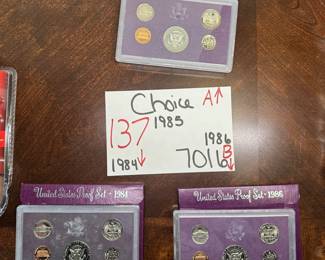 Choice A↑
137 1985
1986 B↓
1984↓ 7016
United States Proof Set - 1984
United States Proof Set - 1986